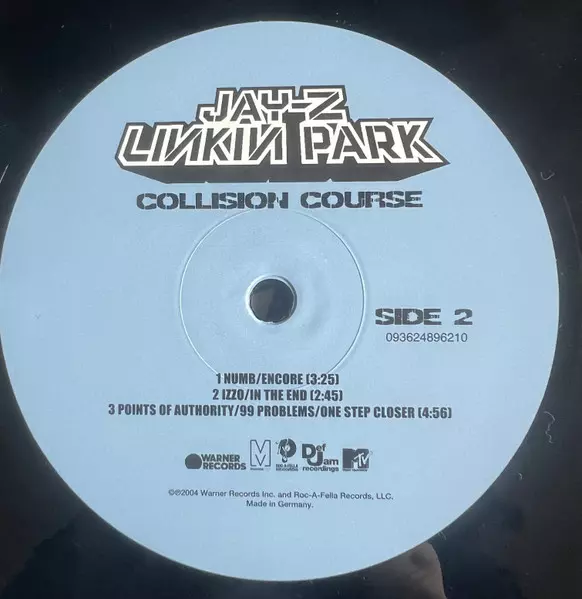 JAY-Z
LINKIN PARK
COLLISION COURSE
SIDE 2
093624896210
1 NUMB/ENCORE (3:25)
2 IZZO/IN THE END (2:45)
3 POINTS OF AUTHORITY/99 PROBLEMS/ONE STEP CLOSER (4:56)
WARNER RECORDS
M
ROC-A-FELLA
Def Jam recordings
MTV
©℗2004 Warner Records Inc. and Roc-A-Fella Records, LLC.
Made in Germany.